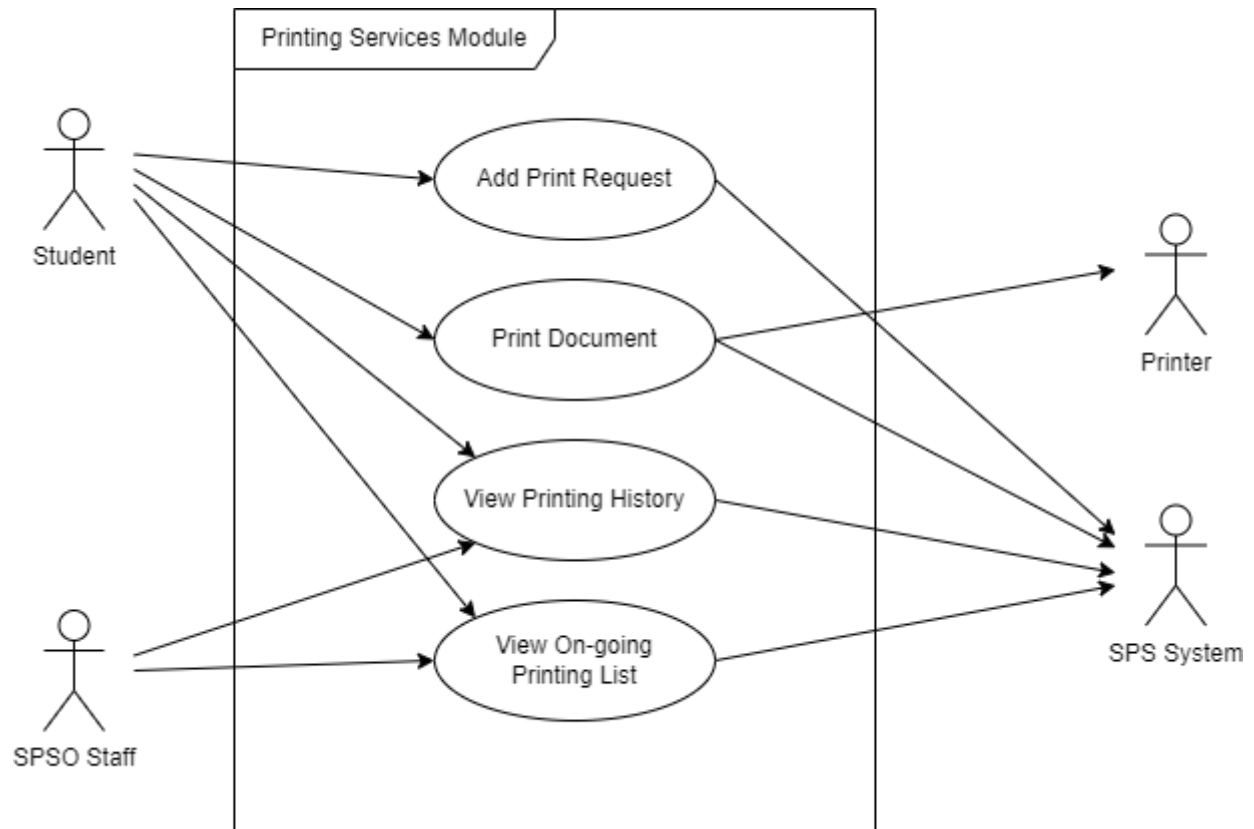 Printing Services Module
Student
Add Print Request
Print Document
Printer
View Printing History
View On-going
Printing List
SPS System
SPSO Staff